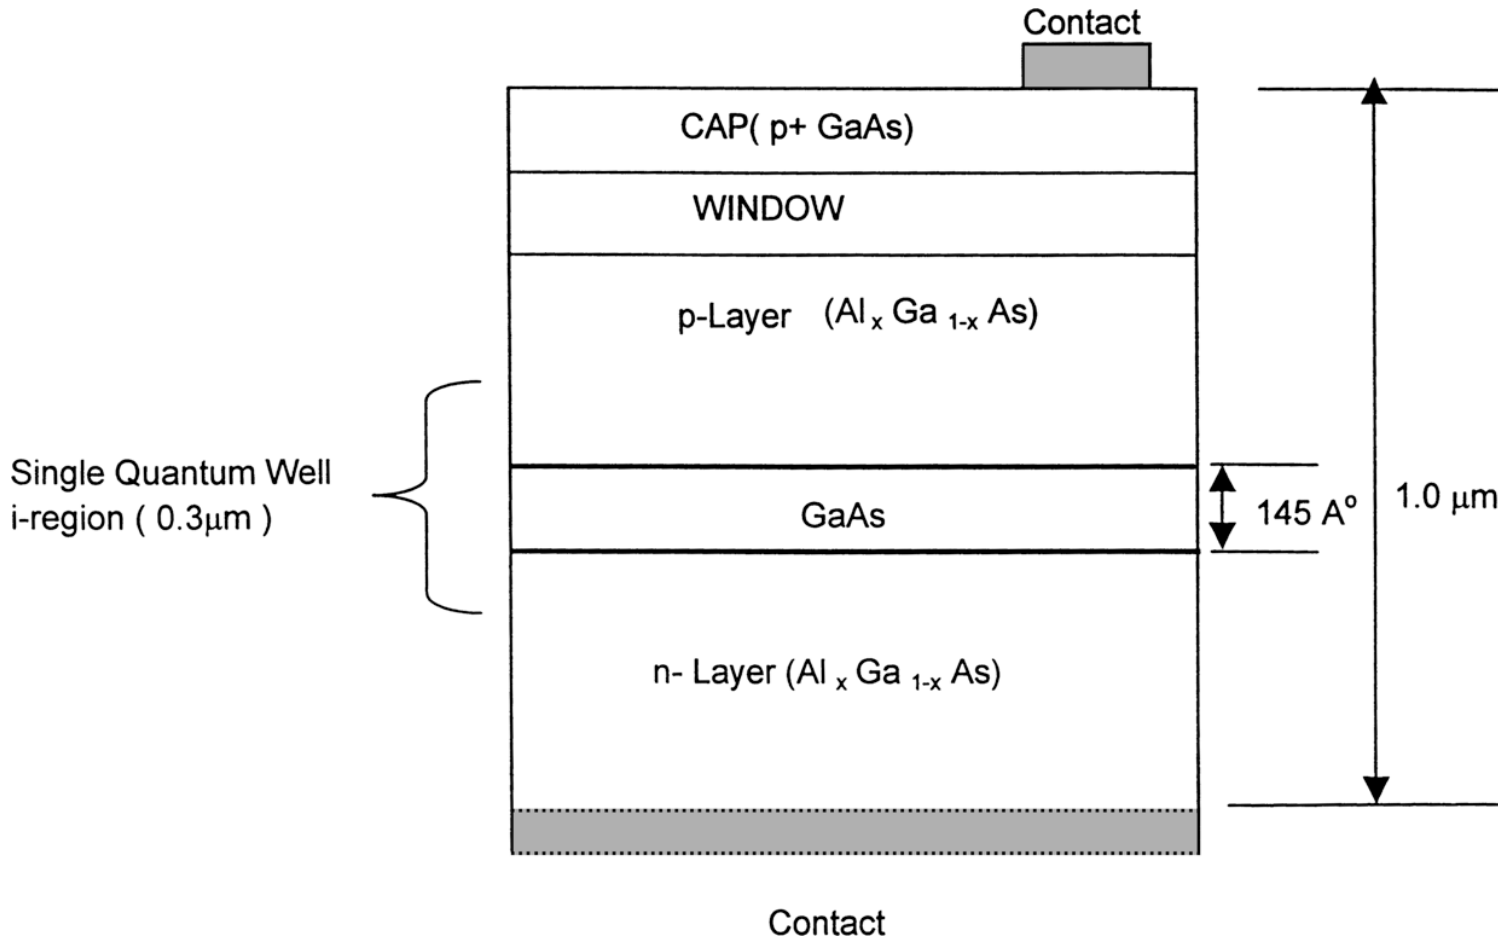 Contact
CAP( p+ GaAs)
WINDOW
p-Layer (Al x Ga 1-x As)
Single Quantum Well
i-region ( 0.3μm )
GaAs
145 Aº
1.0 μm
n- Layer (Al x Ga 1-x As)
Contact